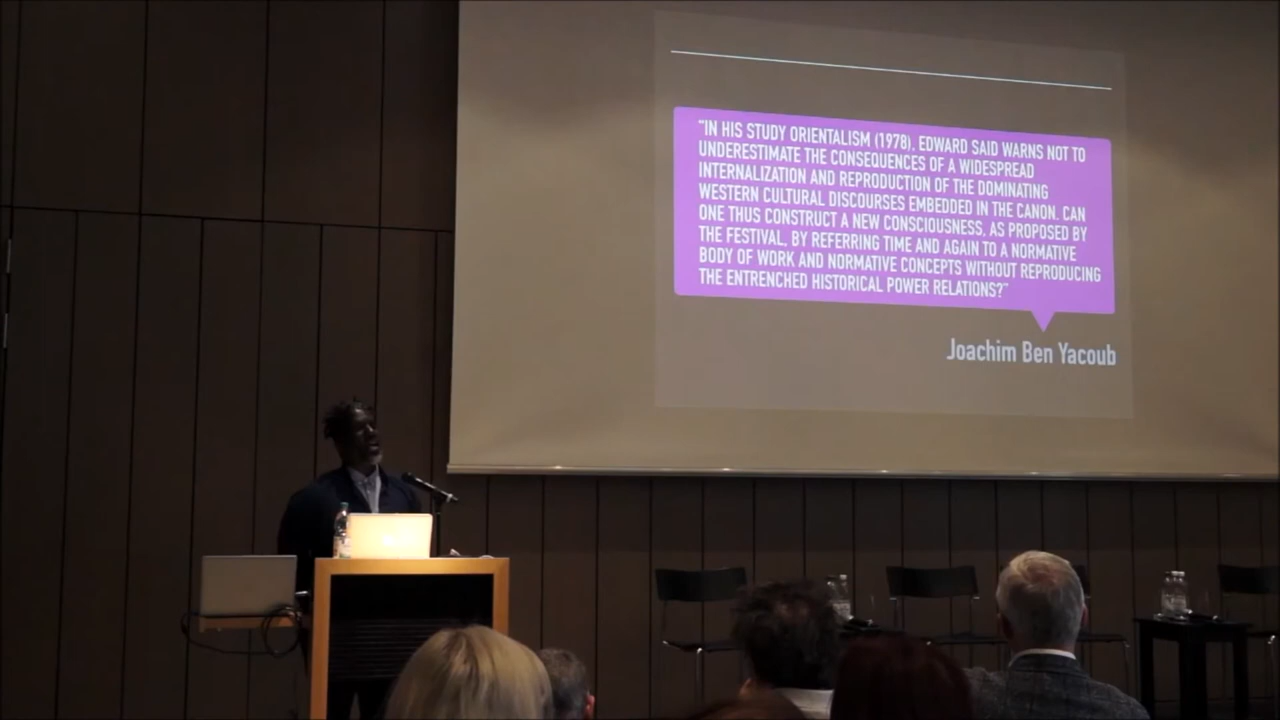 "IN HIS STUDY ORIENTALISM (1978), EDWARD SAID WARNS NOT TO
UNDERESTIMATE THE CONSEQUENCES OF A WIDESPREAD
INTERNALIZATION AND REPRODUCTION OF THE DOMINATING
WESTERN CULTURAL DISCOURSES EMBEDDED IN THE CANON. CAN
ONE THUS CONSTRUCT A NEW CONSCIOUSNESS, AS PROPOSED BY
THE FESTIVAL, BY REFERRING TIME AND AGAIN TO A NORMATIVE
BODY OF WORK AND NORMATIVE CONCEPTS WITHOUT REPRODUCING
THE ENTRENCHED HISTORICAL POWER RELATIONS?"
Joachim Ben Yacoub